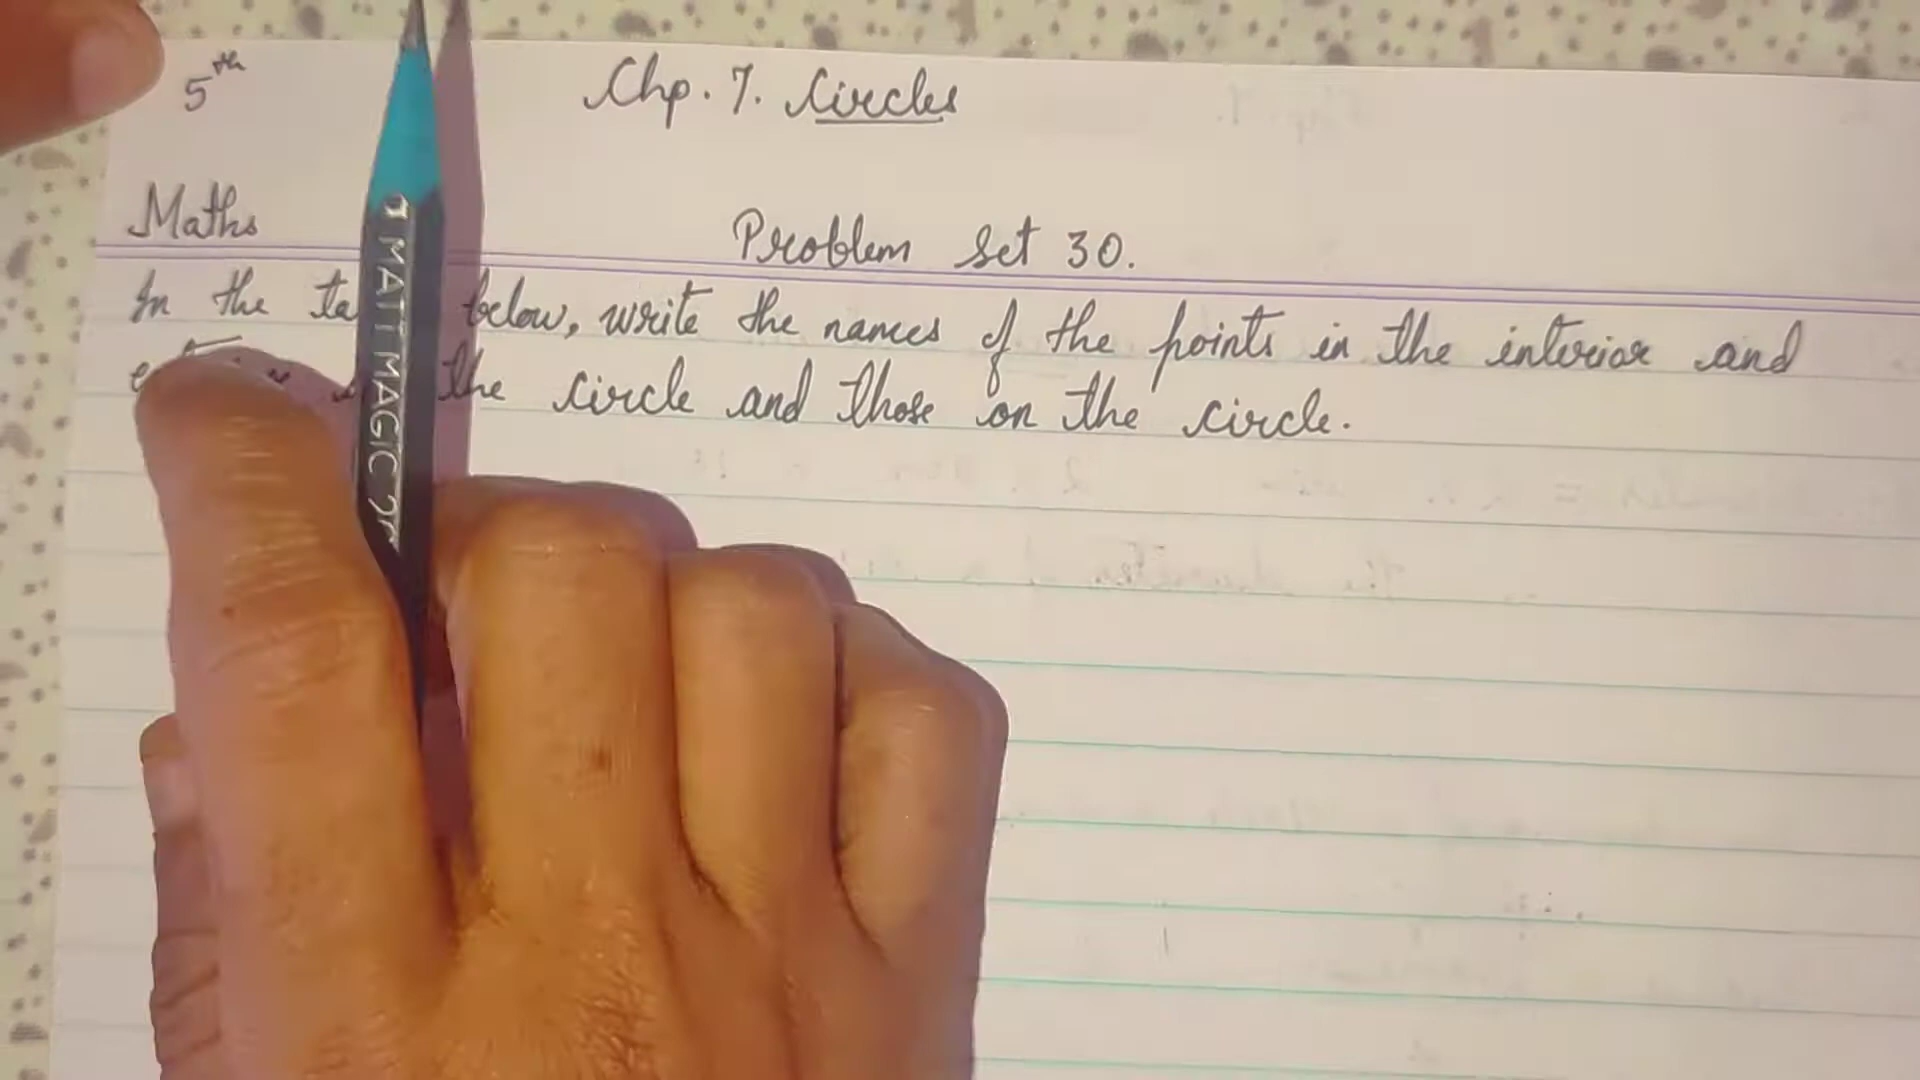 5th
Chp. 7. Circles
Maths
Problem set 30.
In the below, write the names of the points in the interior and
the circle and those on the circle.
MATT MAGIC